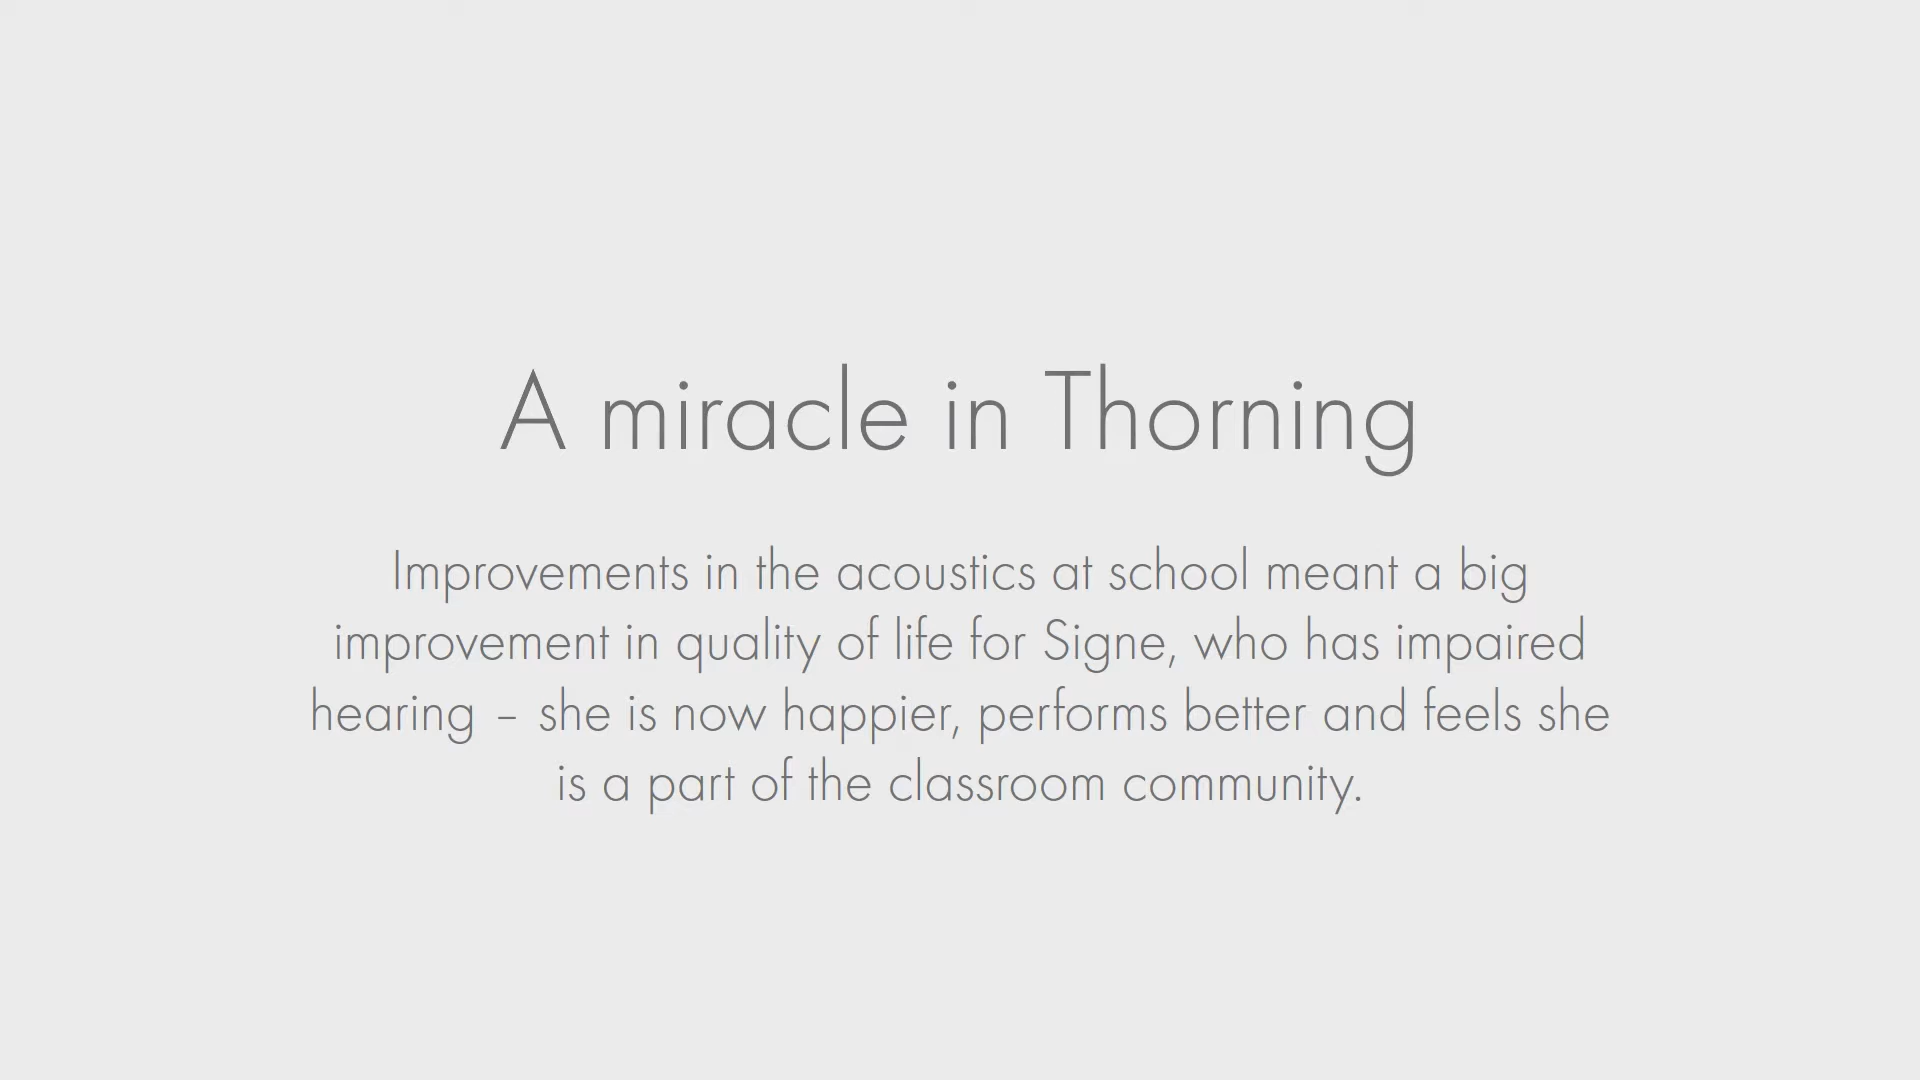 A miracle in Thorning
Improvements in the acoustics at school meant a big
improvement in quality of life for Signe, who has impaired
hearing – she is now happier, performs better and feels she
is a part of the classroom community.